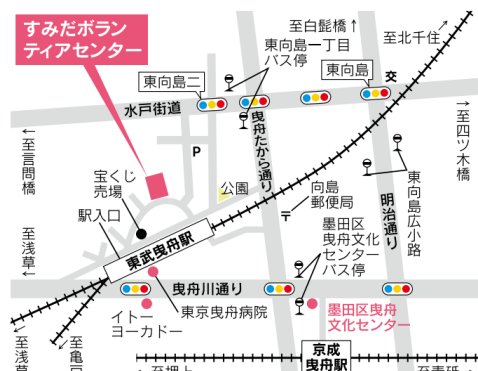 すみだボラン
ティアセンター
至白髭橋↑
至北千住
東向島一丁目
バス停
東向島二
東向島
交
水戸街道
←至言問橋
→至四ツ木橋
P
曳舟たから通り
宝くじ
売場
公園
向島
郵便局
〒
明治通り
東向島広小路
駅入口
東武曳舟駅
墨田区
曳舟文化
センター
バス停
至浅草
曳舟川通り
東京曳舟病院
イトー
ヨーカドー
墨田区曳舟
文化センター
京成
曳舟駅
至浅草